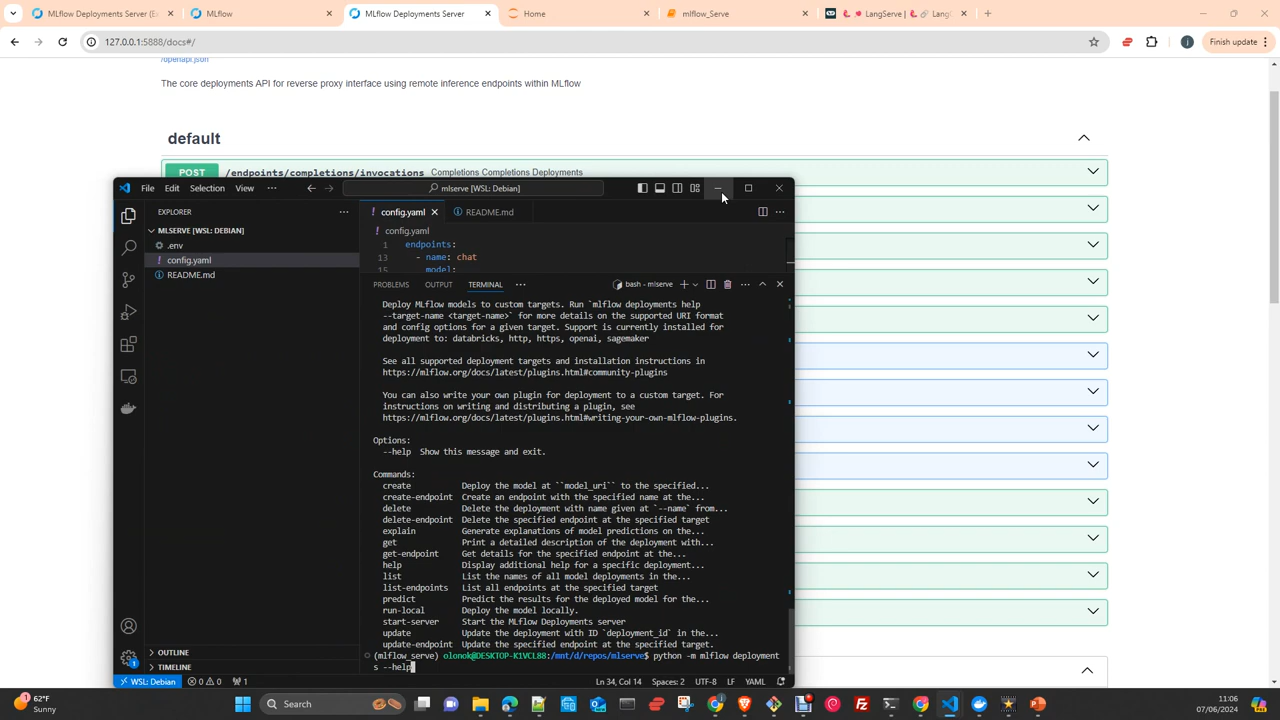 MLflow Deployments Server (Ex
MLflow
MLflow Deployments Server
Home
mlflow_Serve
LangServe | LangI
127.0.0.1:5888/docs#/
Finish update
/openapi.json
The core deployments API for reverse proxy interface using remote inference endpoints within MLflow
default
POST /endpoints/completions/invocations Completions Completions Deployments
File Edit Selection View ···
mlserve [WSL: Debian]
EXPLORER
config.yaml
README.md
MLSERVE [WSL: DEBIAN]
.env
config.yaml
README.md
config.yaml
1 endpoints:
13 - name: chat
15 model:
PROBLEMS OUTPUT TERMINAL ···
bash - mlserve
Deploy MLflow models to custom targets. Run `mlflow deployments help
--target-name <target-name>` for more details on the supported URI format
and config options for a given target. Support is currently installed for
deployment to: databricks, http, https, openai, sagemaker
See all supported deployment targets and installation instructions in
https://mlflow.org/docs/latest/plugins.html#community-plugins
You can also write your own plugin for deployment to a custom target. For
instructions on writing and distributing a plugin, see
https://mlflow.org/docs/latest/plugins.html#writing-your-own-mlflow-plugins.
Options:
--help Show this message and exit.
Commands:
create Deploy the model at ``model_uri`` to the specified...
create-endpoint Create an endpoint with the specified name at the...
delete Delete the deployment with name given at `--name` from...
delete-endpoint Delete the specified endpoint at the specified target
explain Generate explanations of model predictions on the...
get Print a detailed description of the deployment with...
get-endpoint Get details for the specified endpoint at the...
help Display additional help for a specific deployment...
list List the names of all model deployments in the...
list-endpoints List all endpoints at the specified target
predict Predict the results for the deployed model for the...
run-local Deploy the model locally.
start-server Start the MLflow Deployments server
update Update the deployment with ID `deployment_id` in the...
update-endpoint Update the specified endpoint at the specified target.
(mlflow_serve) olonok@DESKTOP-K1VCL88:/mnt/d/repos/mlserve$ python -m mlflow deployment
s --help
OUTLINE
TIMELINE
WSL: Debian
0 0
1
Ln 34, Col 14 Spaces: 2 UTF-8 LF YAML
62°F
Sunny
Search
11:06
07/06/2024